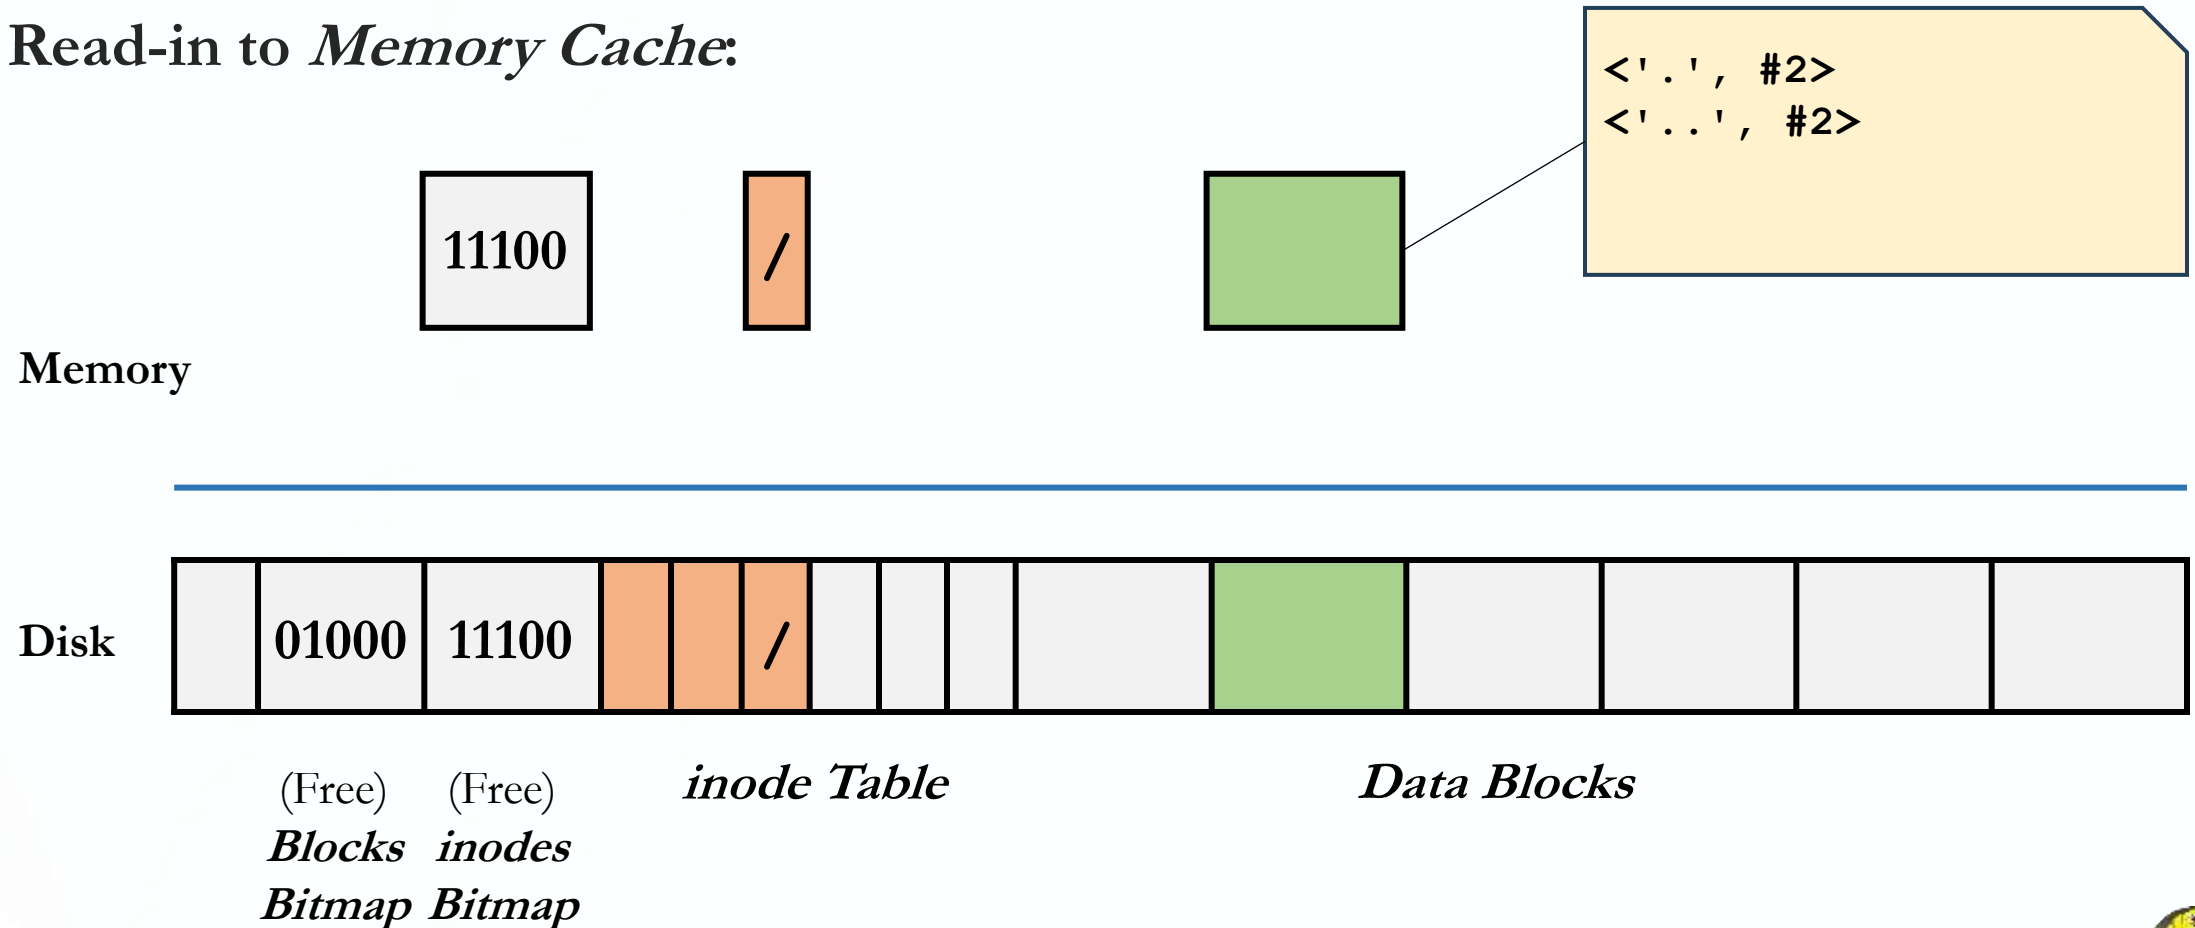 Read-in to Memory Cache:
<'.', #2>
<'..', #2>
11100
/
Memory
Disk
01000
11100
/
(Free)
Blocks
Bitmap
(Free)
inodes
Bitmap
inode Table
Data Blocks